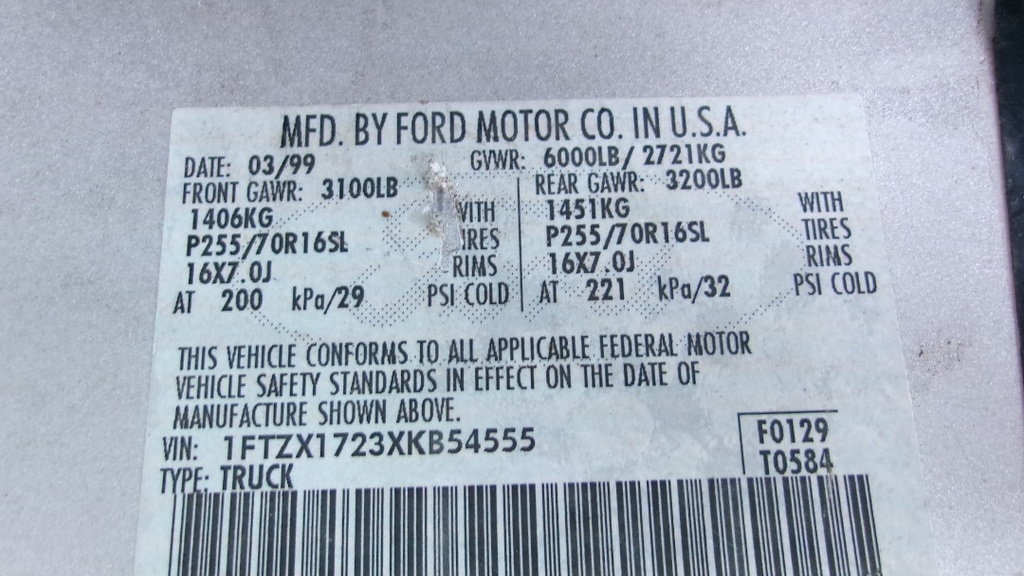 MFD. BY FORD MOTOR CO. IN U.S.A.
DATE: 03/99 GVWR: 6000LB/ 2721KG
FRONT GAWR: 3100LB REAR GAWR: 3200LB
1406KG WITH 1451KG WITH
P255/70R16SL TIRES P255/70R16SL TIRES
16X7.0J RIMS 16X7.0J RIMS
AT 200 kPa/29 PSI COLD AT 221 kPa/32 PSI COLD
THIS VEHICLE CONFORMS TO ALL APPLICABLE FEDERAL MOTOR
VEHICLE SAFETY STANDARDS IN EFFECT ON THE DATE OF
MANUFACTURE SHOWN ABOVE.
VIN: 1FTZX1723XKB54555 F0129
TYPE: TRUCK T0584